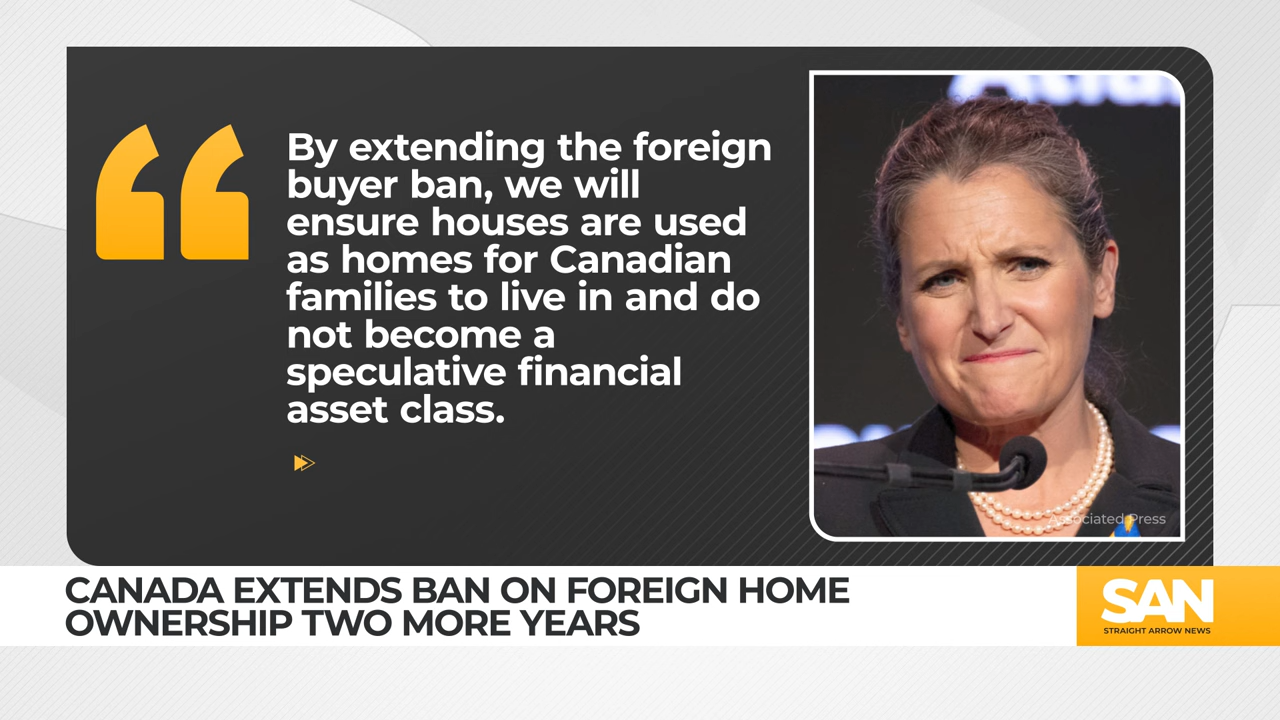 By extending the foreign
buyer ban, we will
ensure houses are used
as homes for Canadian
families to live in and do
not become a
speculative financial
asset class.
Associated Press
CANADA EXTENDS BAN ON FOREIGN HOME
OWNERSHIP TWO MORE YEARS
SAN
STRAIGHT ARROW NEWS